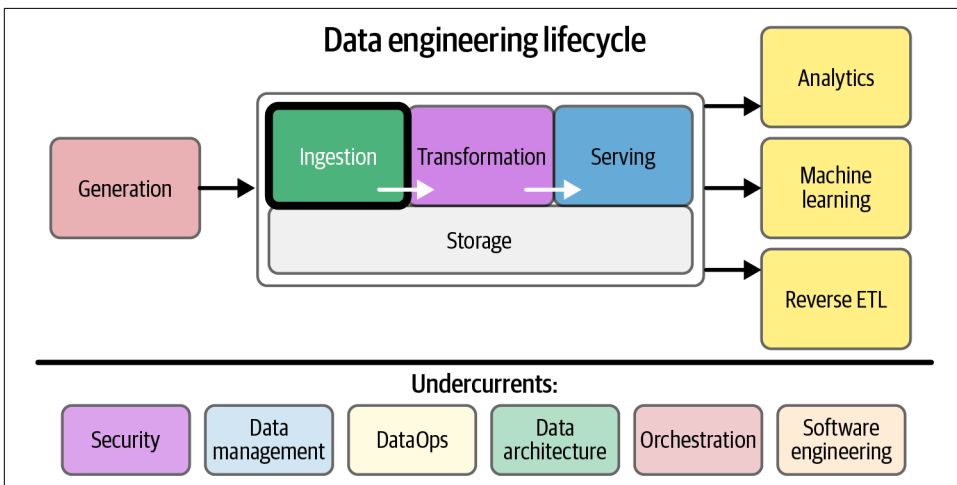 Data engineering lifecycle
Generation
Ingestion
Transformation
Serving
Storage
Analytics
Machine
learning
Reverse ETL
Undercurrents:
Security
Data
management
DataOps
Data
architecture
Orchestration
Software
engineering